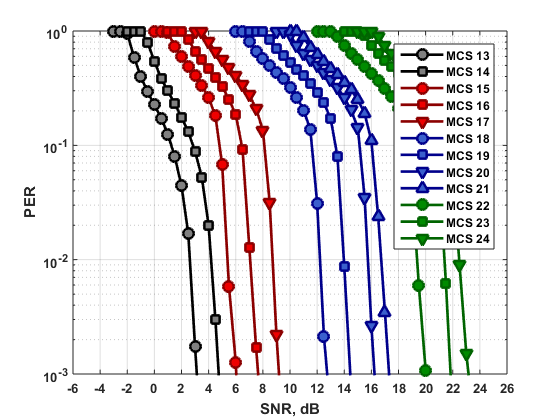 10^0
10^-1
10^-2
10^-3
PER
MCS 13
MCS 14
MCS 15
MCS 16
MCS 17
MCS 18
MCS 19
MCS 20
MCS 21
MCS 22
MCS 23
MCS 24
-6 -4 -2 0 2 4 6 8 10 12 14 16 18 20 22 24 26
SNR, dB